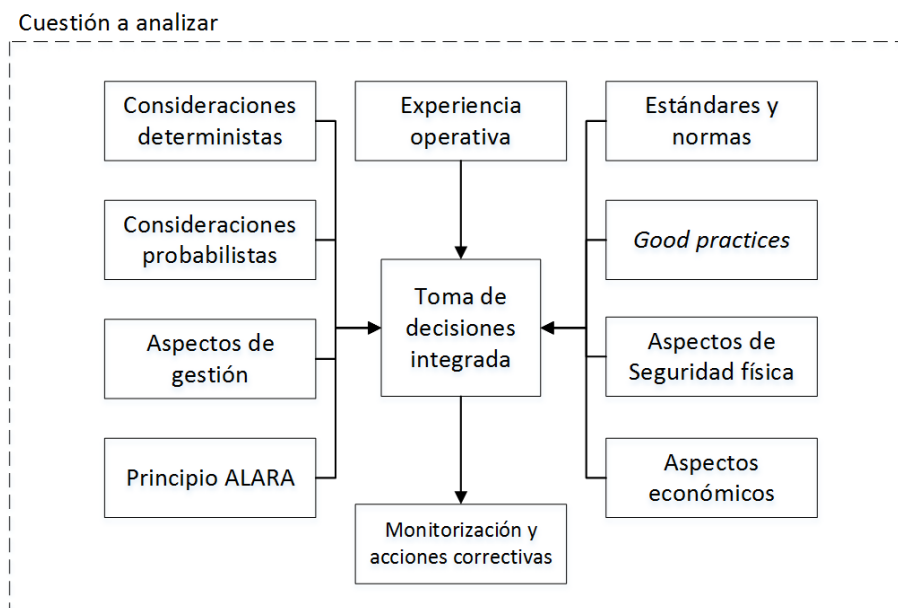 Cuestión a analizar
Consideraciones
deterministas
Consideraciones
probabilistas
Aspectos de
gestión
Principio ALARA
Experiencia
operativa
Toma de
decisiones
integrada
Monitorización y
acciones correctivas
Estándares y
normas
Good practices
Aspectos de
Seguridad física
Aspectos
económicos